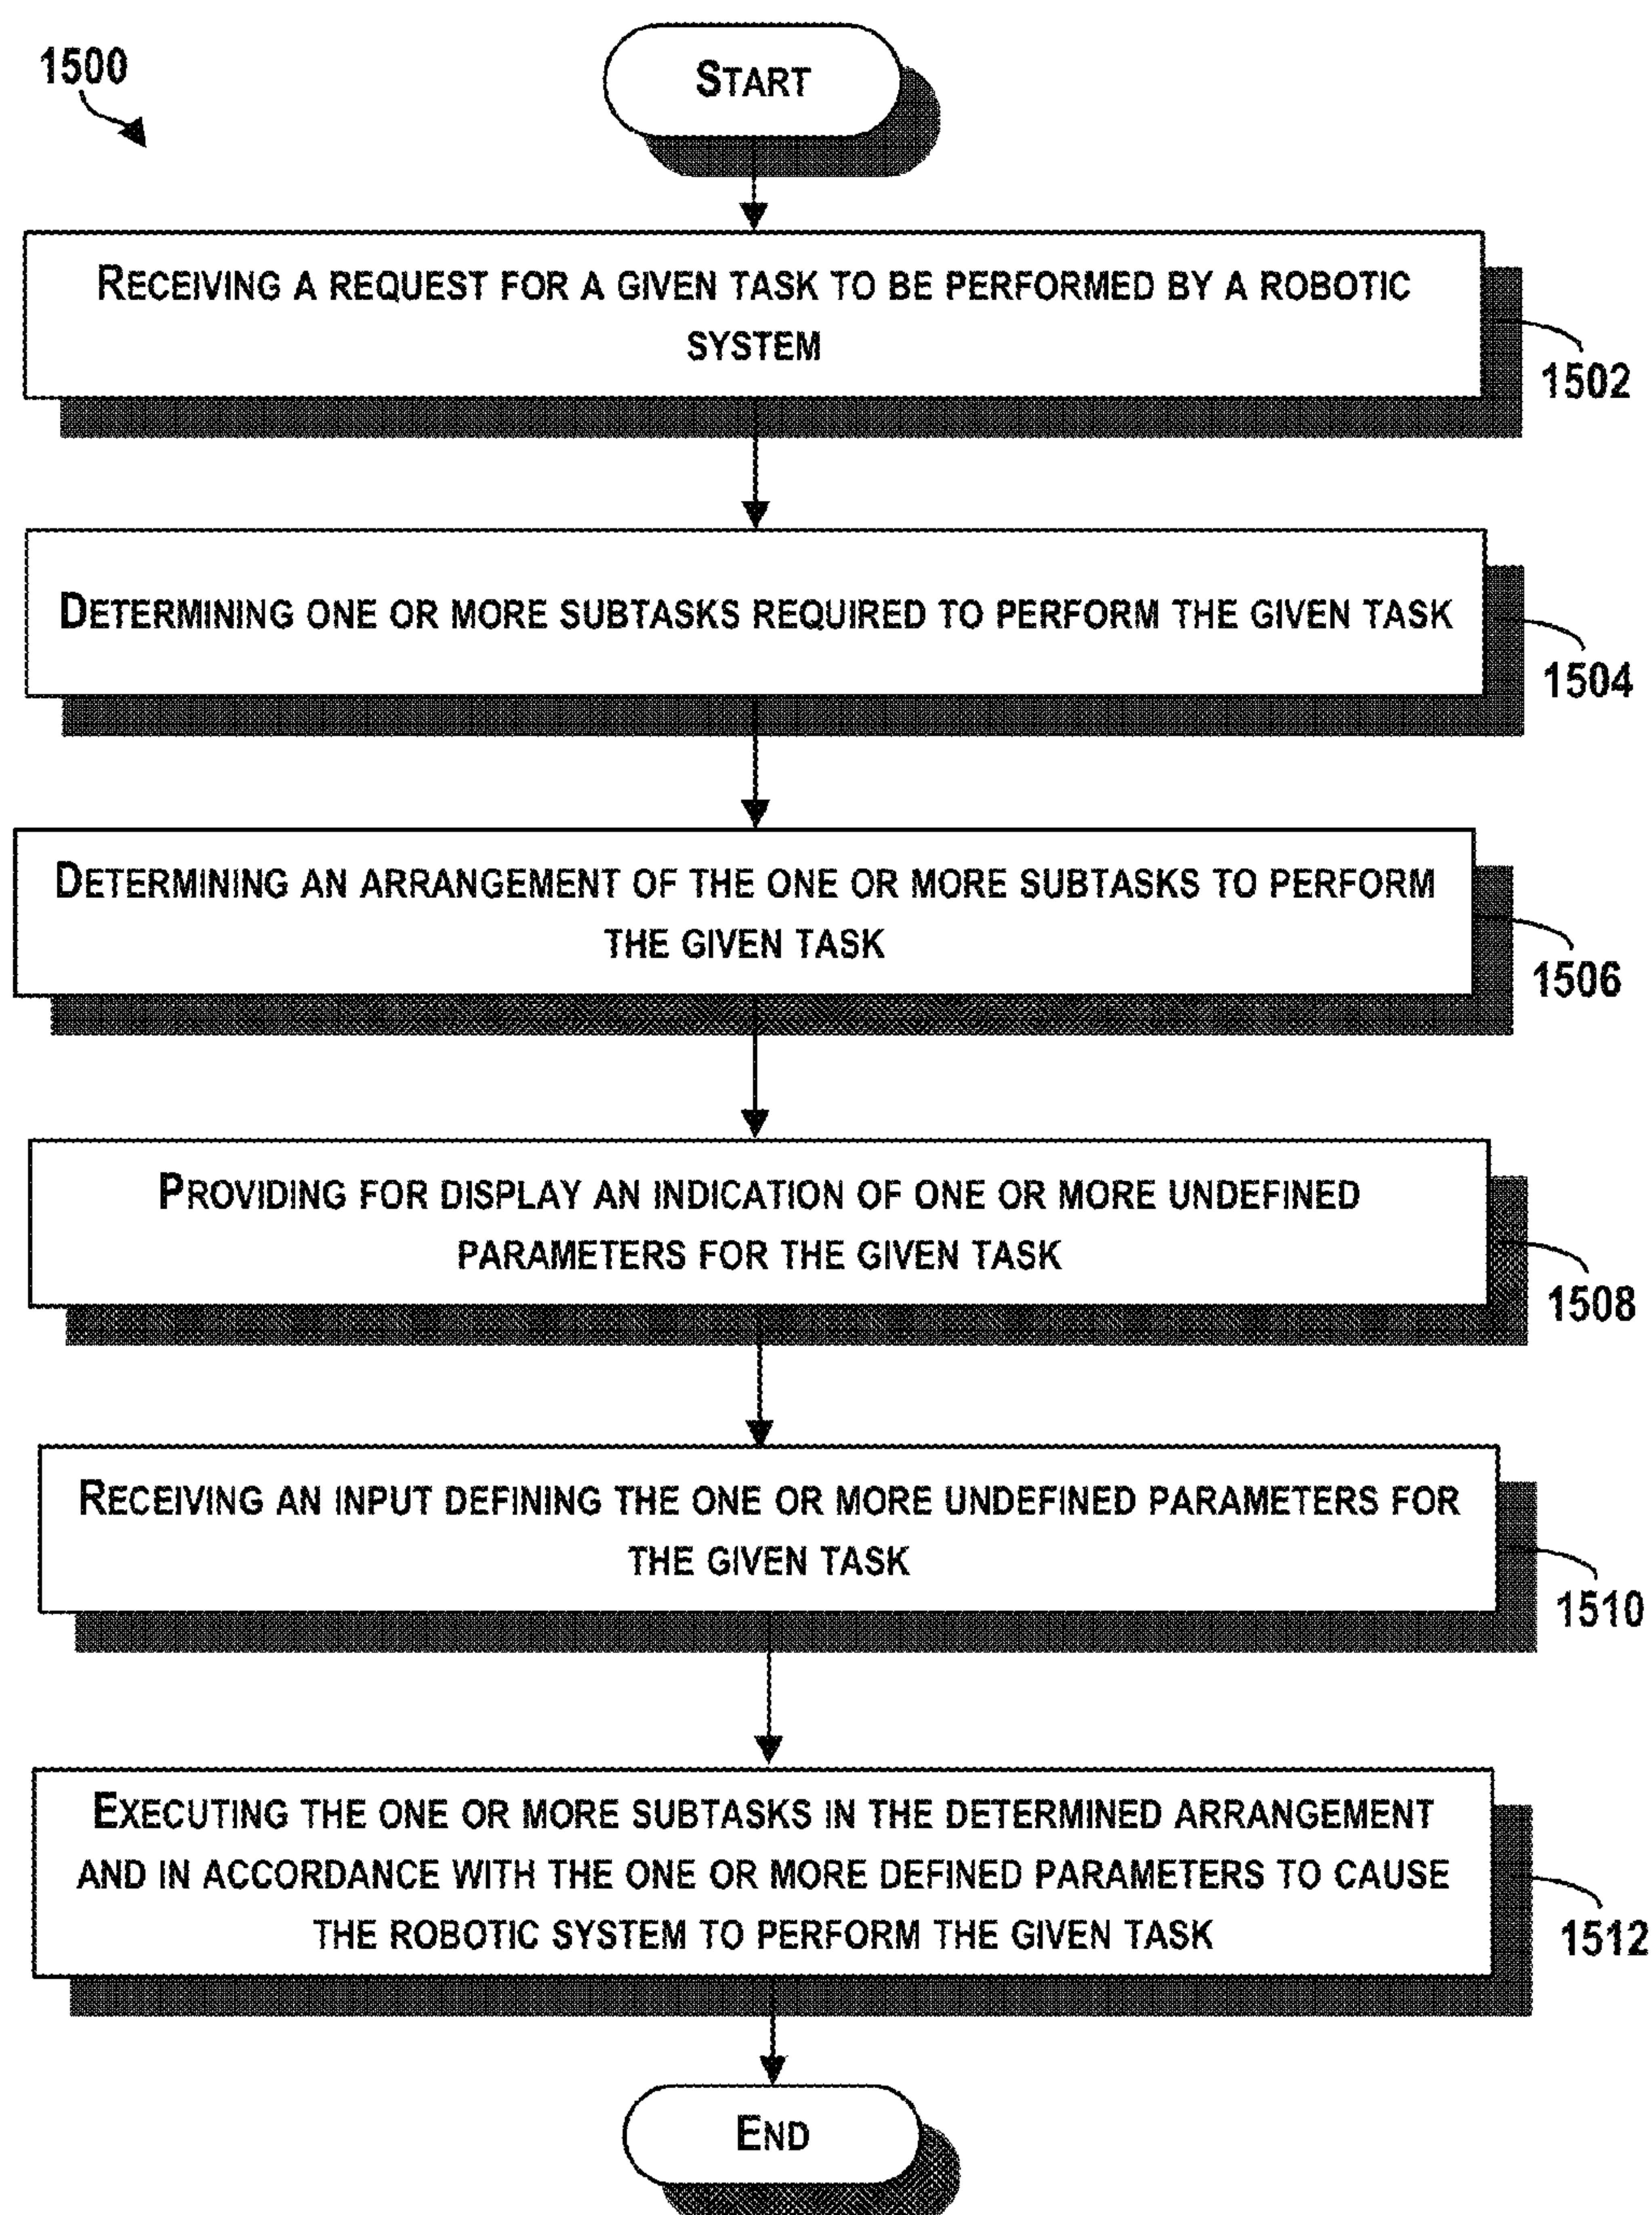 1500
START
RECEIVING A REQUEST FOR A GIVEN TASK TO BE PERFORMED BY A ROBOTIC
SYSTEM
1502
DETERMINING ONE OR MORE SUBTASKS REQUIRED TO PERFORM THE GIVEN TASK
1504
DETERMINING AN ARRANGEMENT OF THE ONE OR MORE SUBTASKS TO PERFORM
THE GIVEN TASK
1506
PROVIDING FOR DISPLAY AN INDICATION OF ONE OR MORE UNDEFINED
PARAMETERS FOR THE GIVEN TASK
1508
RECEIVING AN INPUT DEFINING THE ONE OR MORE UNDEFINED PARAMETERS FOR
THE GIVEN TASK
1510
EXECUTING THE ONE OR MORE SUBTASKS IN THE DETERMINED ARRANGEMENT
AND IN ACCORDANCE WITH THE ONE OR MORE DEFINED PARAMETERS TO CAUSE
THE ROBOTIC SYSTEM TO PERFORM THE GIVEN TASK
1512
END